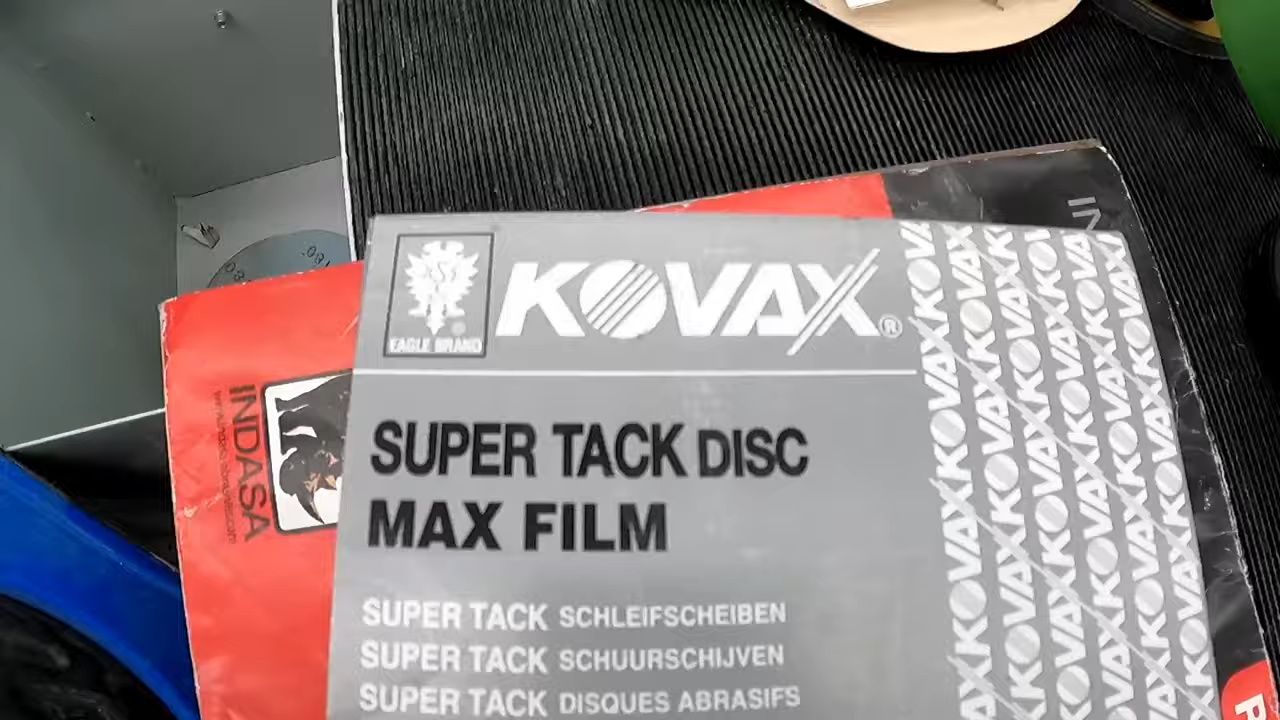 KOVAX®
EAGLE BRAND
SUPER TACK DISC
MAX FILM
SUPER TACK SCHLEIFSCHEIBEN
SUPER TACK SCHUURSCHIJVEN
SUPER TACK DISQUES ABRASIFS
INDASA
KOVAXKOVAXKOVAX